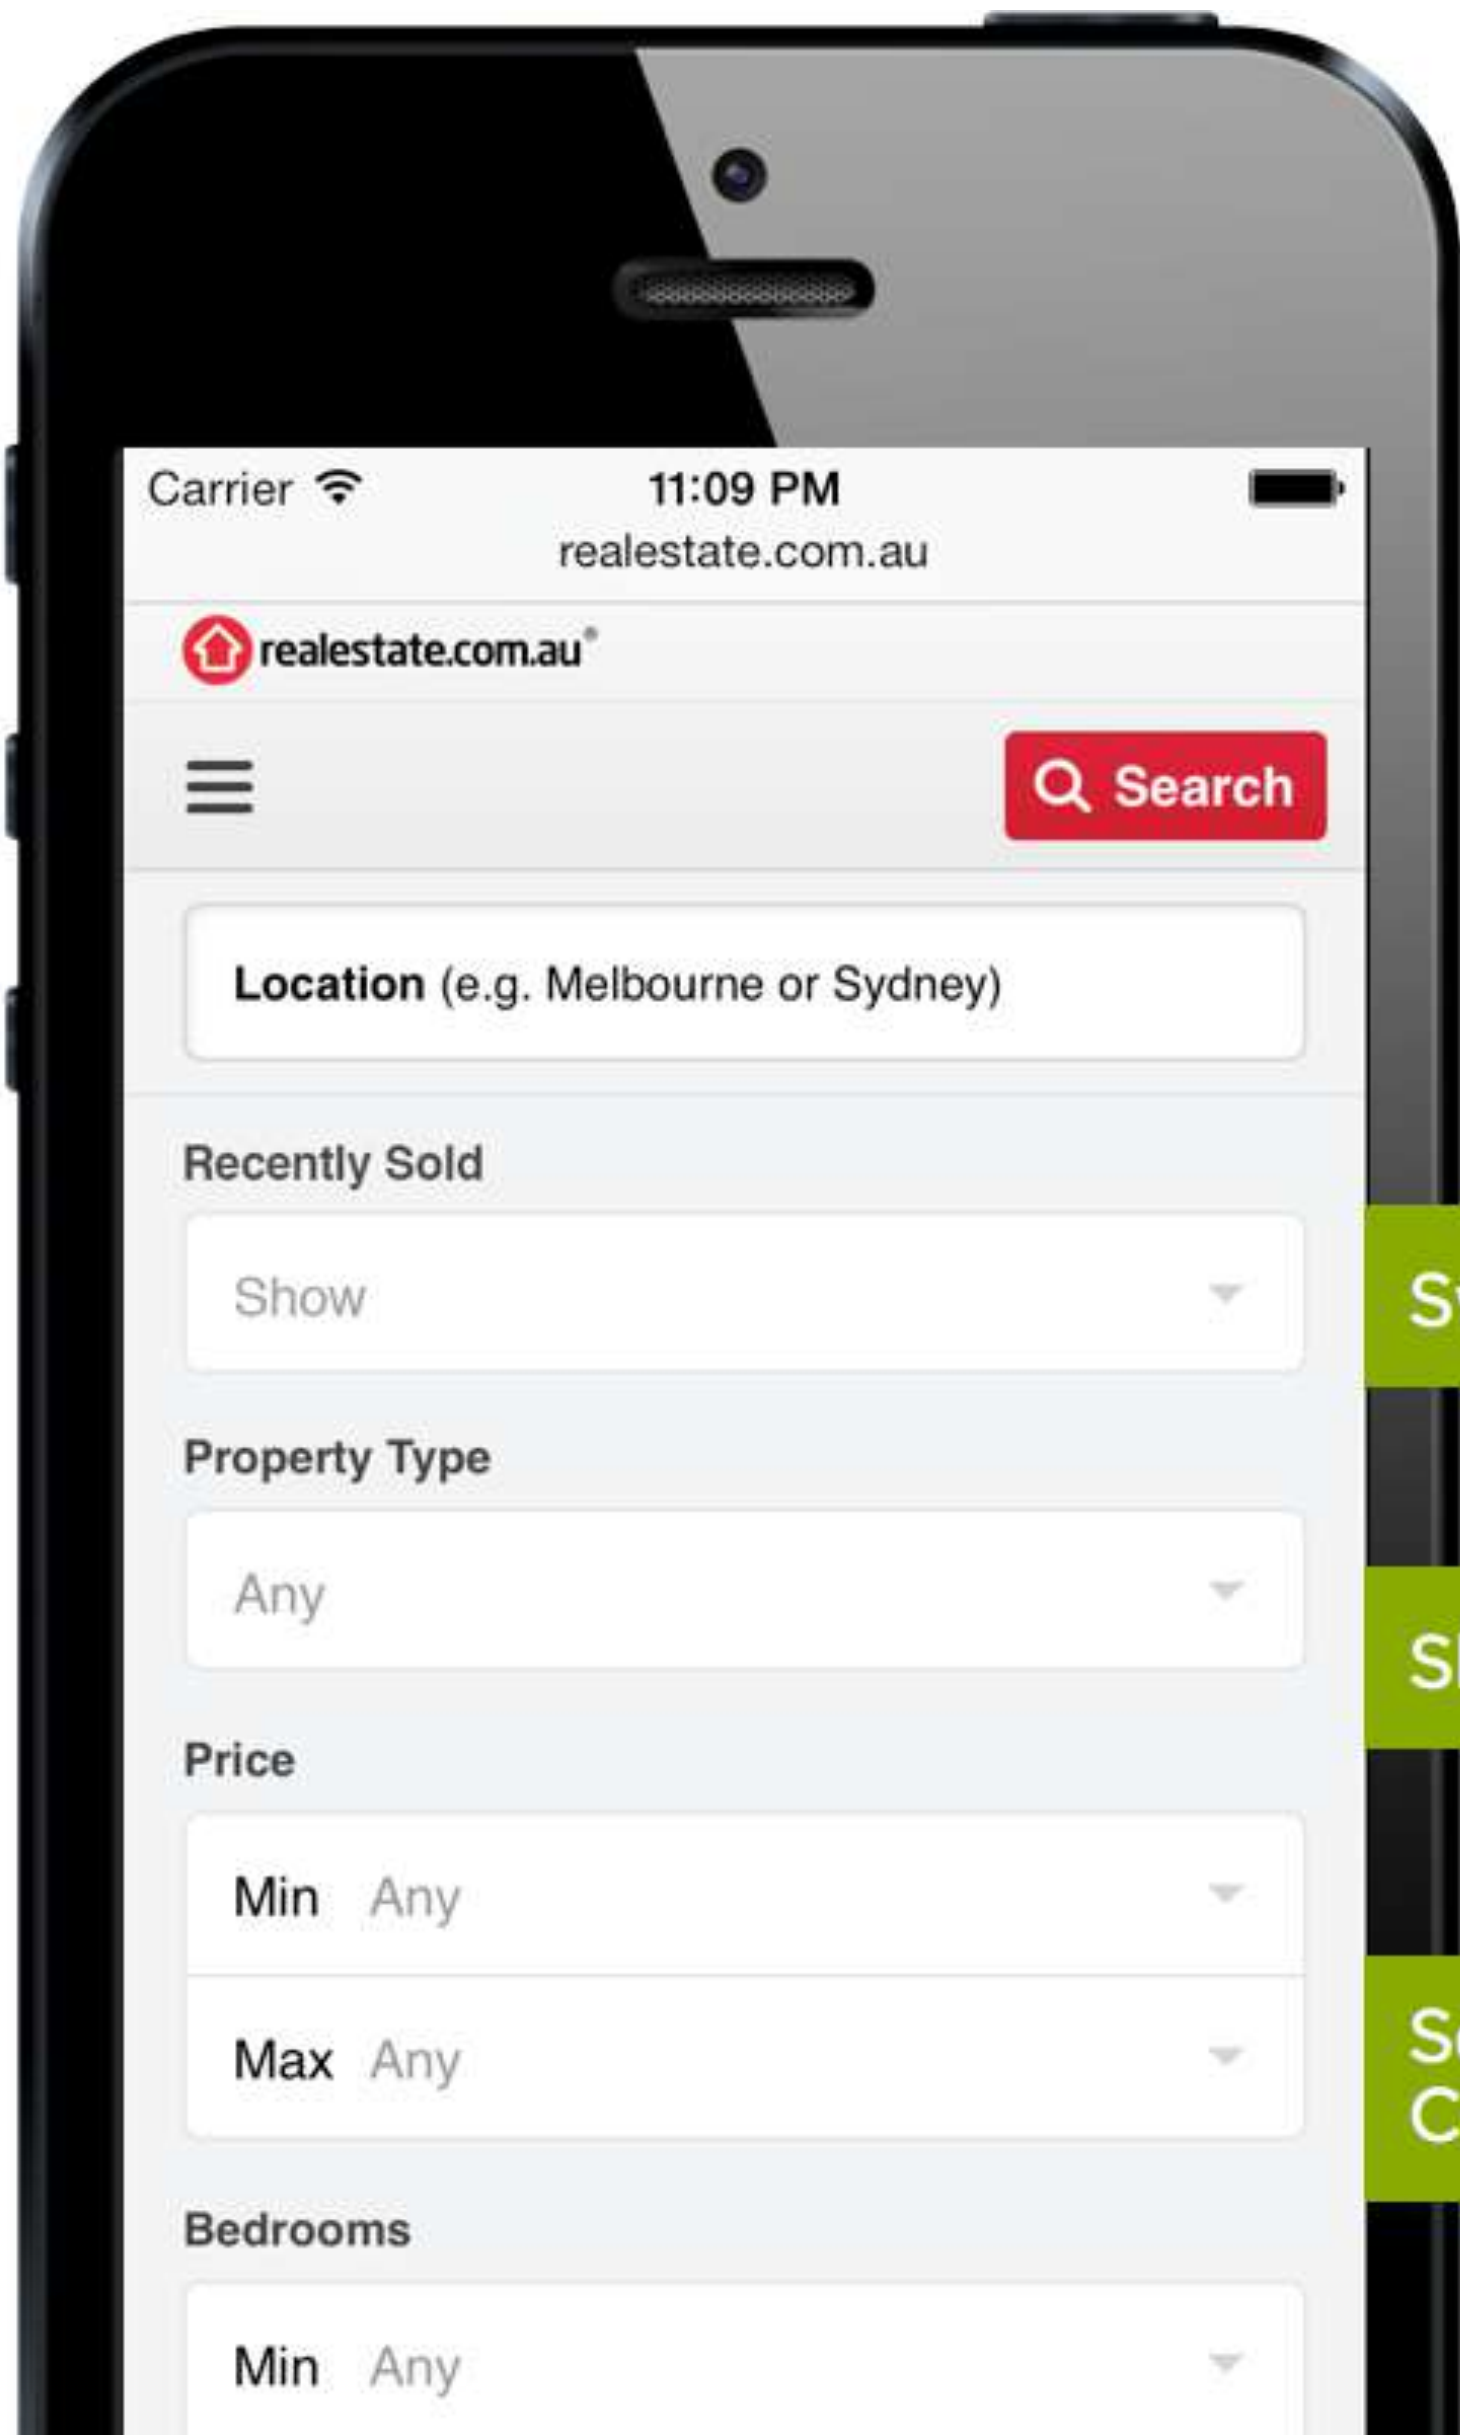 Carrier
11:09 PM
realestate.com.au
realestate.com.au®
Search
Location (e.g. Melbourne or Sydney)
Recently Sold
Show
Property Type
Any
Price
Min Any
Max Any
Bedrooms
Min Any